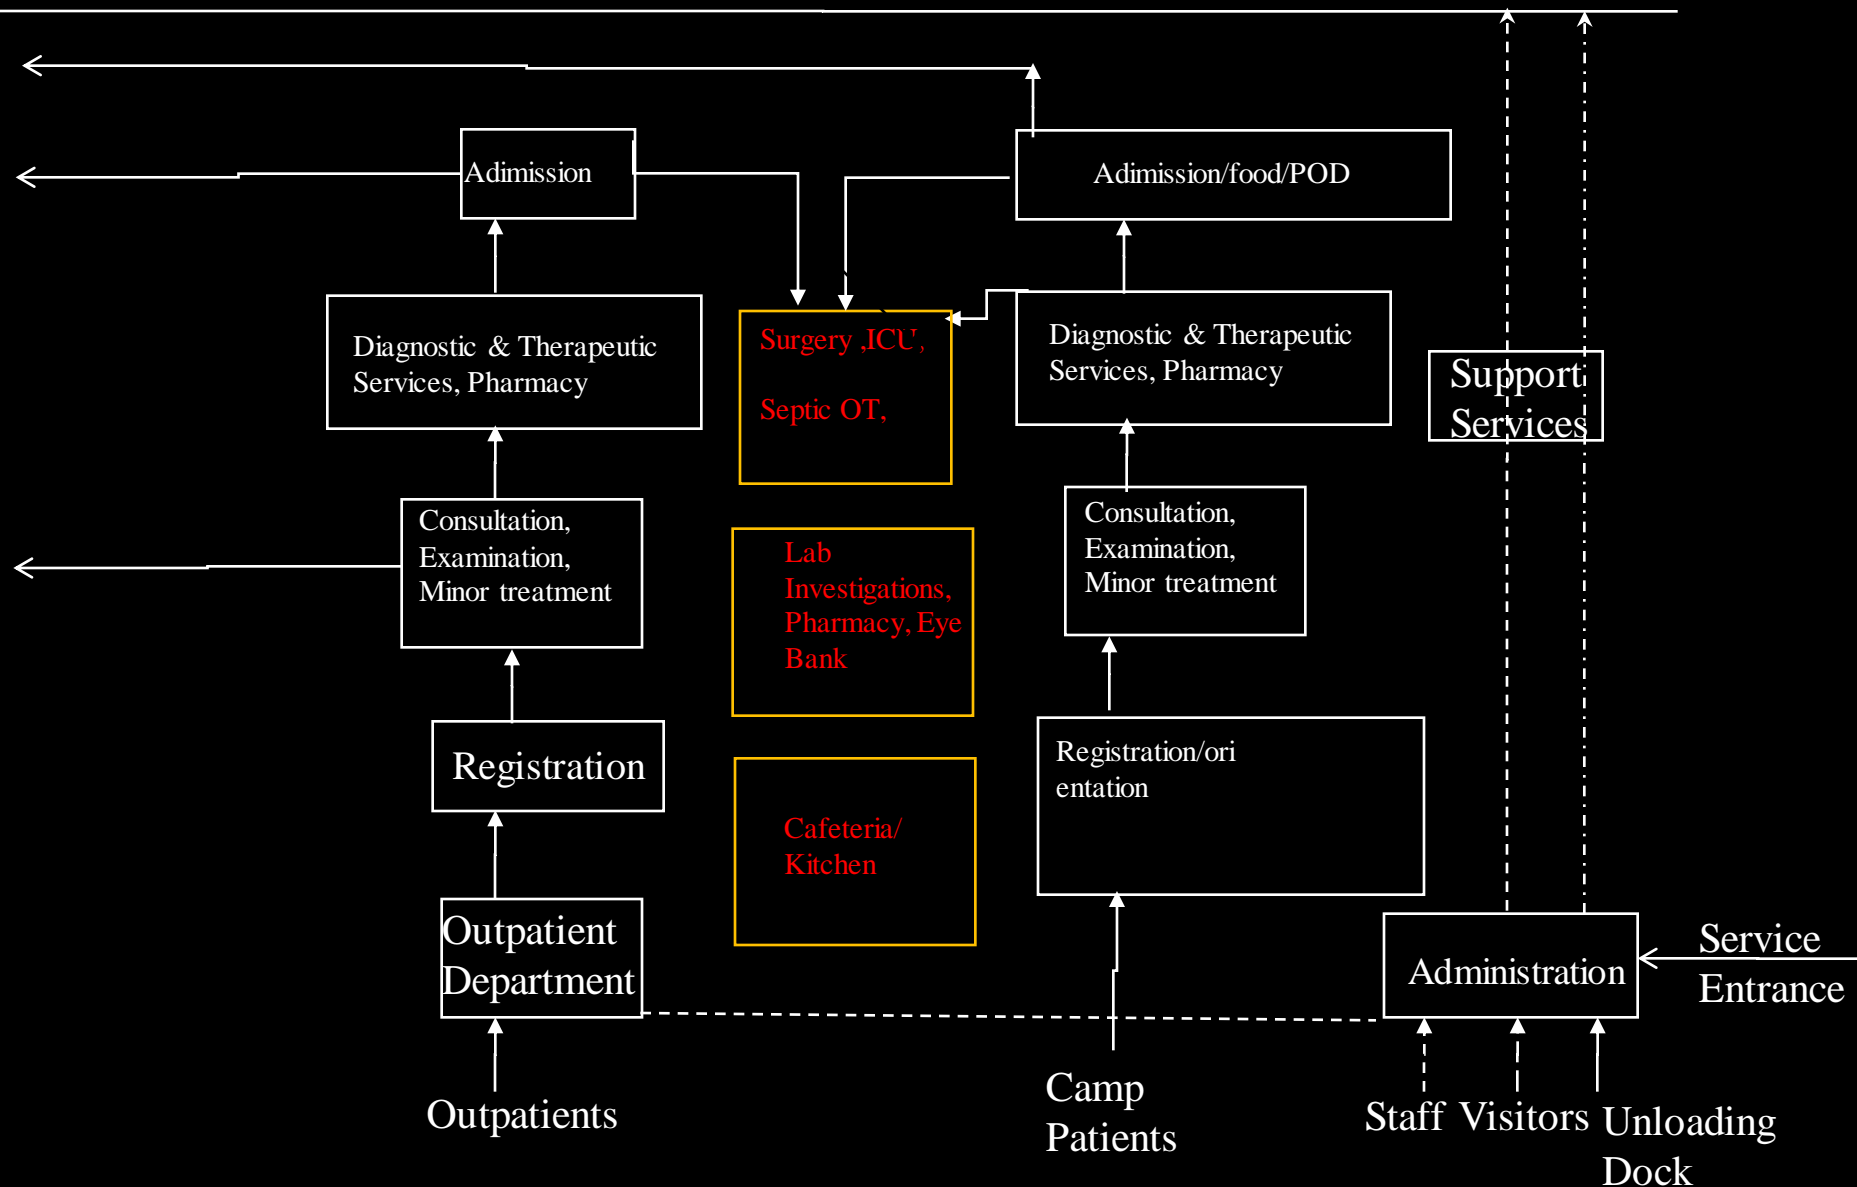 Adimission
Adimission/food/POD
Diagnostic & Therapeutic
Services, Pharmacy
Surgery ,ICU,
Septic OT,
Diagnostic & Therapeutic
Services, Pharmacy
Support
Services
Consultation,
Examination,
Minor treatment
Lab
Investigations,
Pharmacy, Eye
Bank
Consultation,
Examination,
Minor treatment
Registration
Registration/ori
entation
Cafeteria/
Kitchen
Outpatient
Department
Administration
Service
Entrance
Outpatients
Camp
Patients
Staff
Visitors
Unloading
Dock